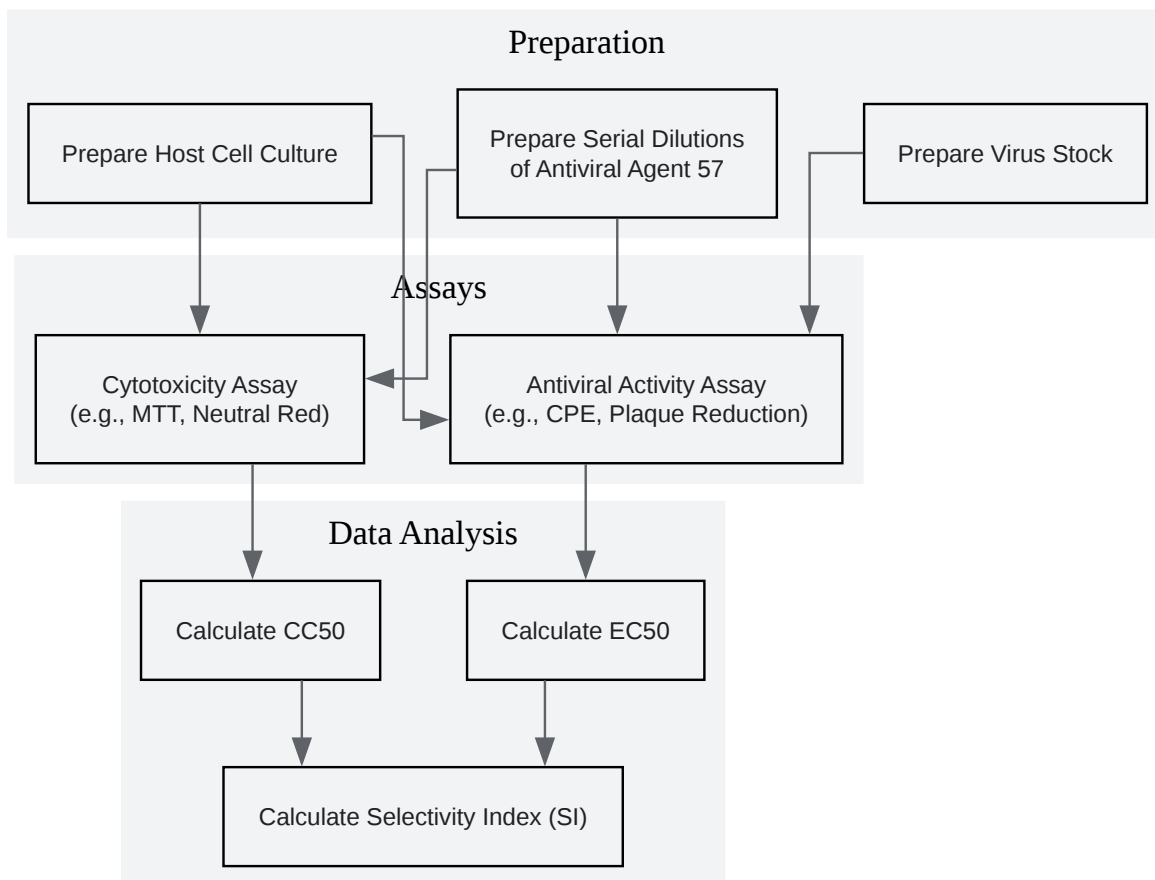 Preparation
Prepare Host Cell Culture
Prepare Serial Dilutions
of Antiviral Agent 57
Prepare Virus Stock
Assays
Cytotoxicity Assay
(e.g., MTT, Neutral Red)
Antiviral Activity Assay
(e.g., CPE, Plaque Reduction)
Data Analysis
Calculate CC50
Calculate EC50
Calculate Selectivity Index (SI)